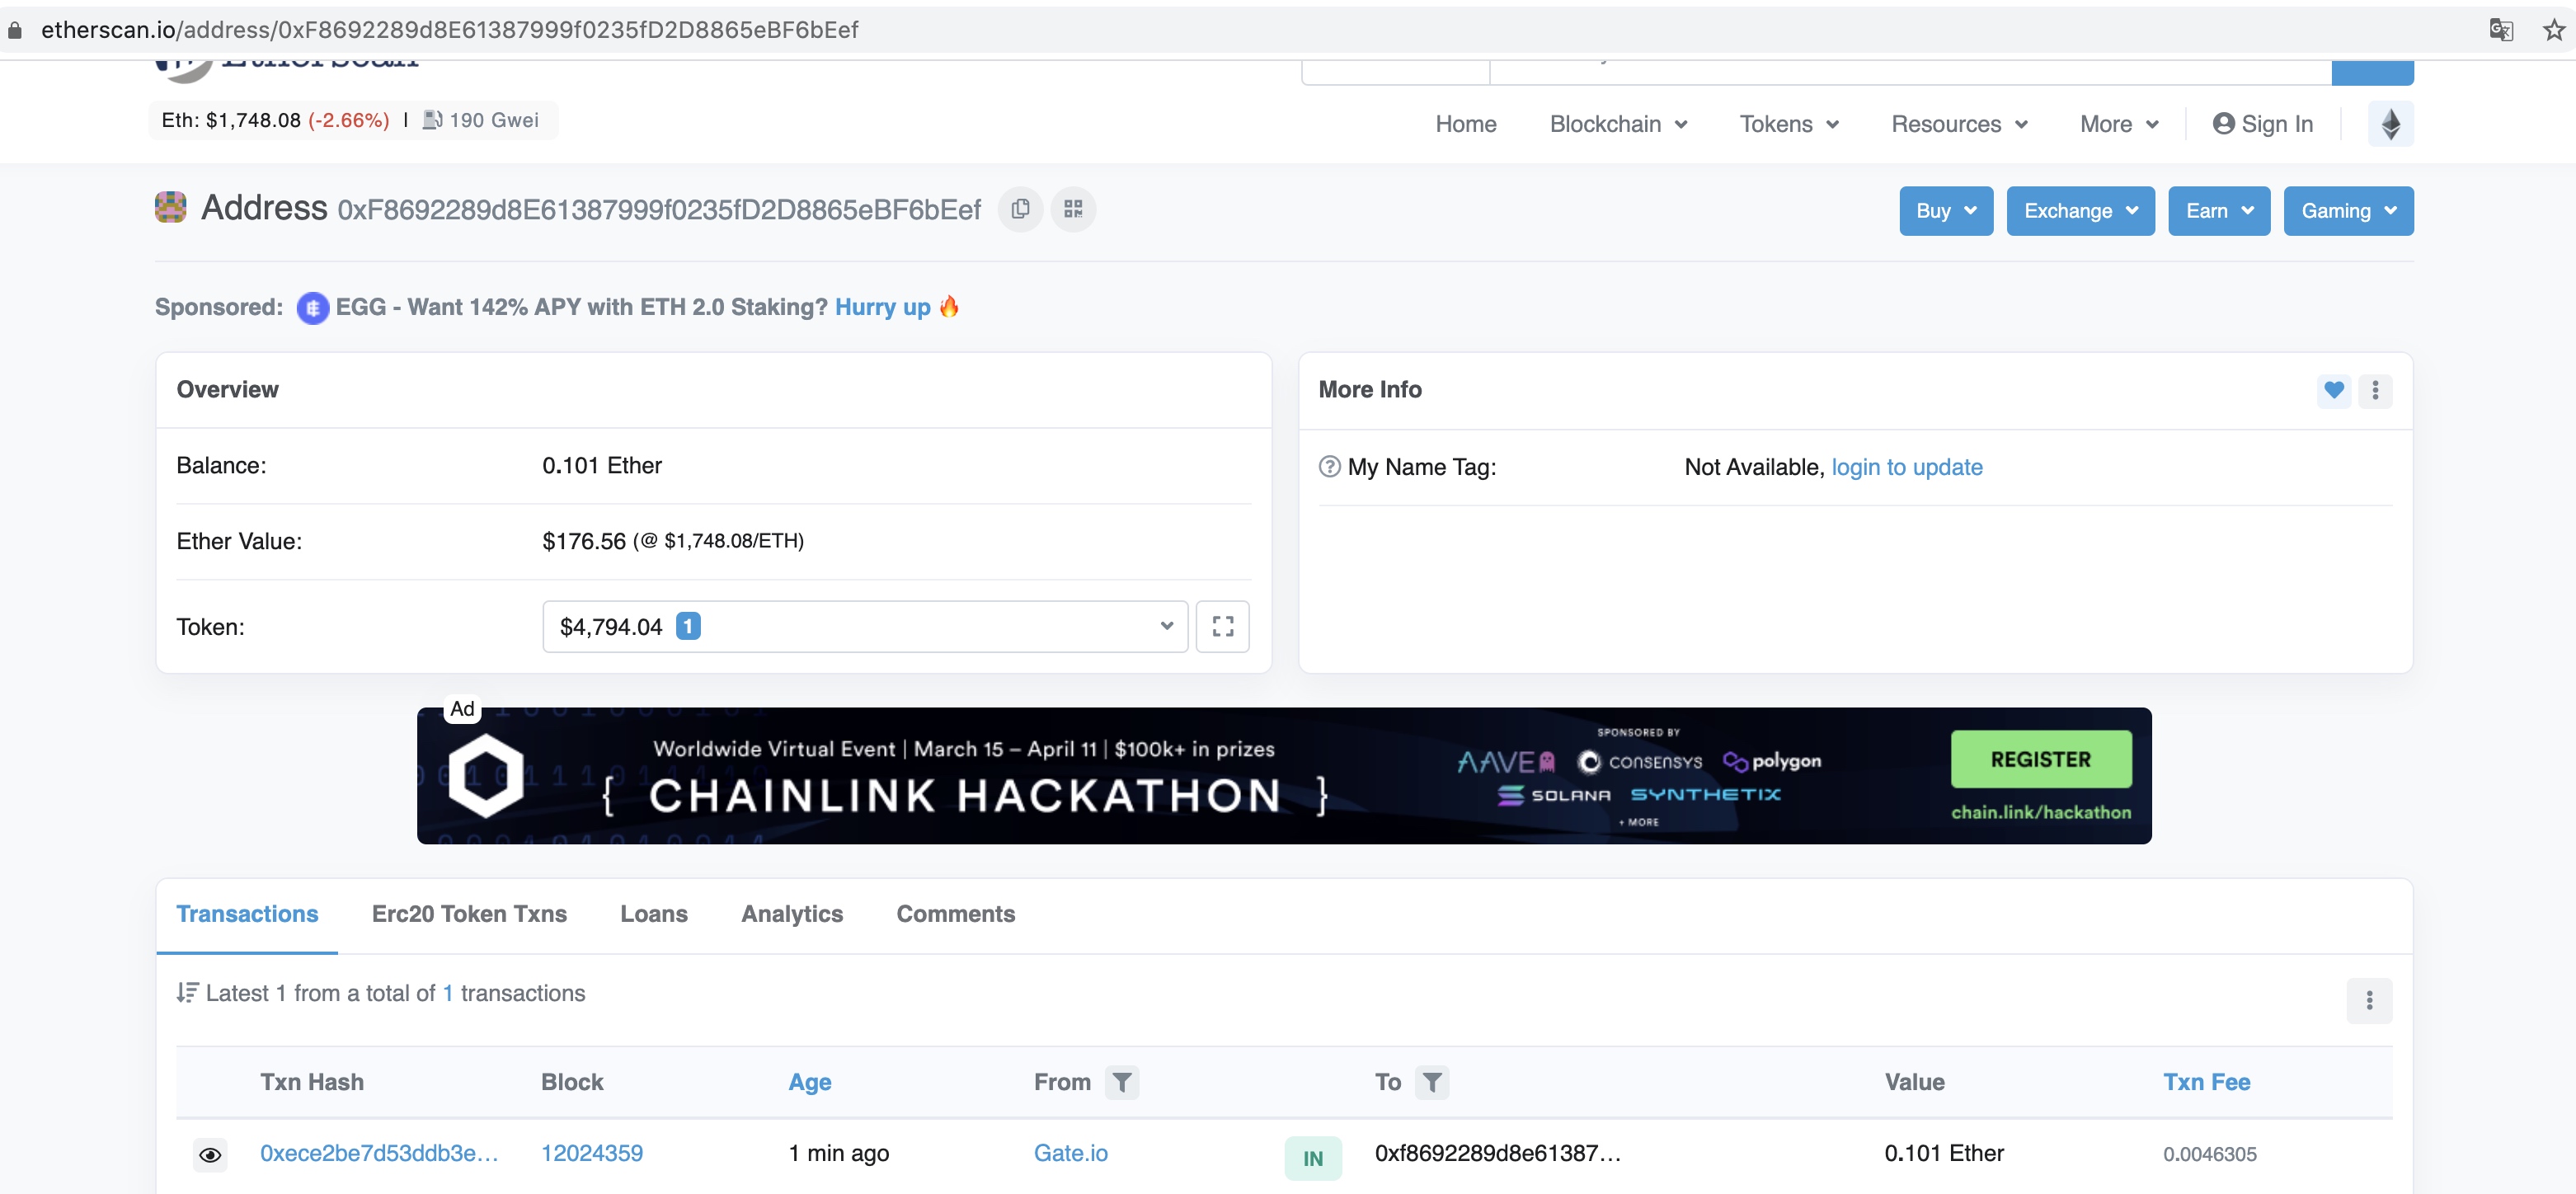 etherscan.io/address/0xF8692289d8E61387999f0235fD2D8865eBF6bEef
Etherscan
Eth: $1,748.08 (-2.66%) | 190 Gwei
Home Blockchain Tokens Resources More Sign In
Address 0xF8692289d8E61387999f0235fD2D8865eBF6bEef
Buy Exchange Earn Gaming
Sponsored: EGG - Want 142% APY with ETH 2.0 Staking? Hurry up 🔥
Overview
Balance: 0.101 Ether
Ether Value: $176.56 (@ $1,748.08/ETH)
Token: $4,794.04 1
More Info
My Name Tag: Not Available, login to update
Ad
Worldwide Virtual Event | March 15 – April 11 | $100k+ in prizes
{ CHAINLINK HACKATHON }
SPONSORED BY
AAVE CONSENSYS polygon
SOLANA SYNTHETIX
+ MORE
REGISTER
chain.link/hackathon
Transactions Erc20 Token Txns Loans Analytics Comments
Latest 1 from a total of 1 transactions
Txn Hash Block Age From To Value Txn Fee
0xece2be7d53ddb3e... 12024359 1 min ago Gate.io IN 0xf8692289d8e61387... 0.101 Ether 0.0046305